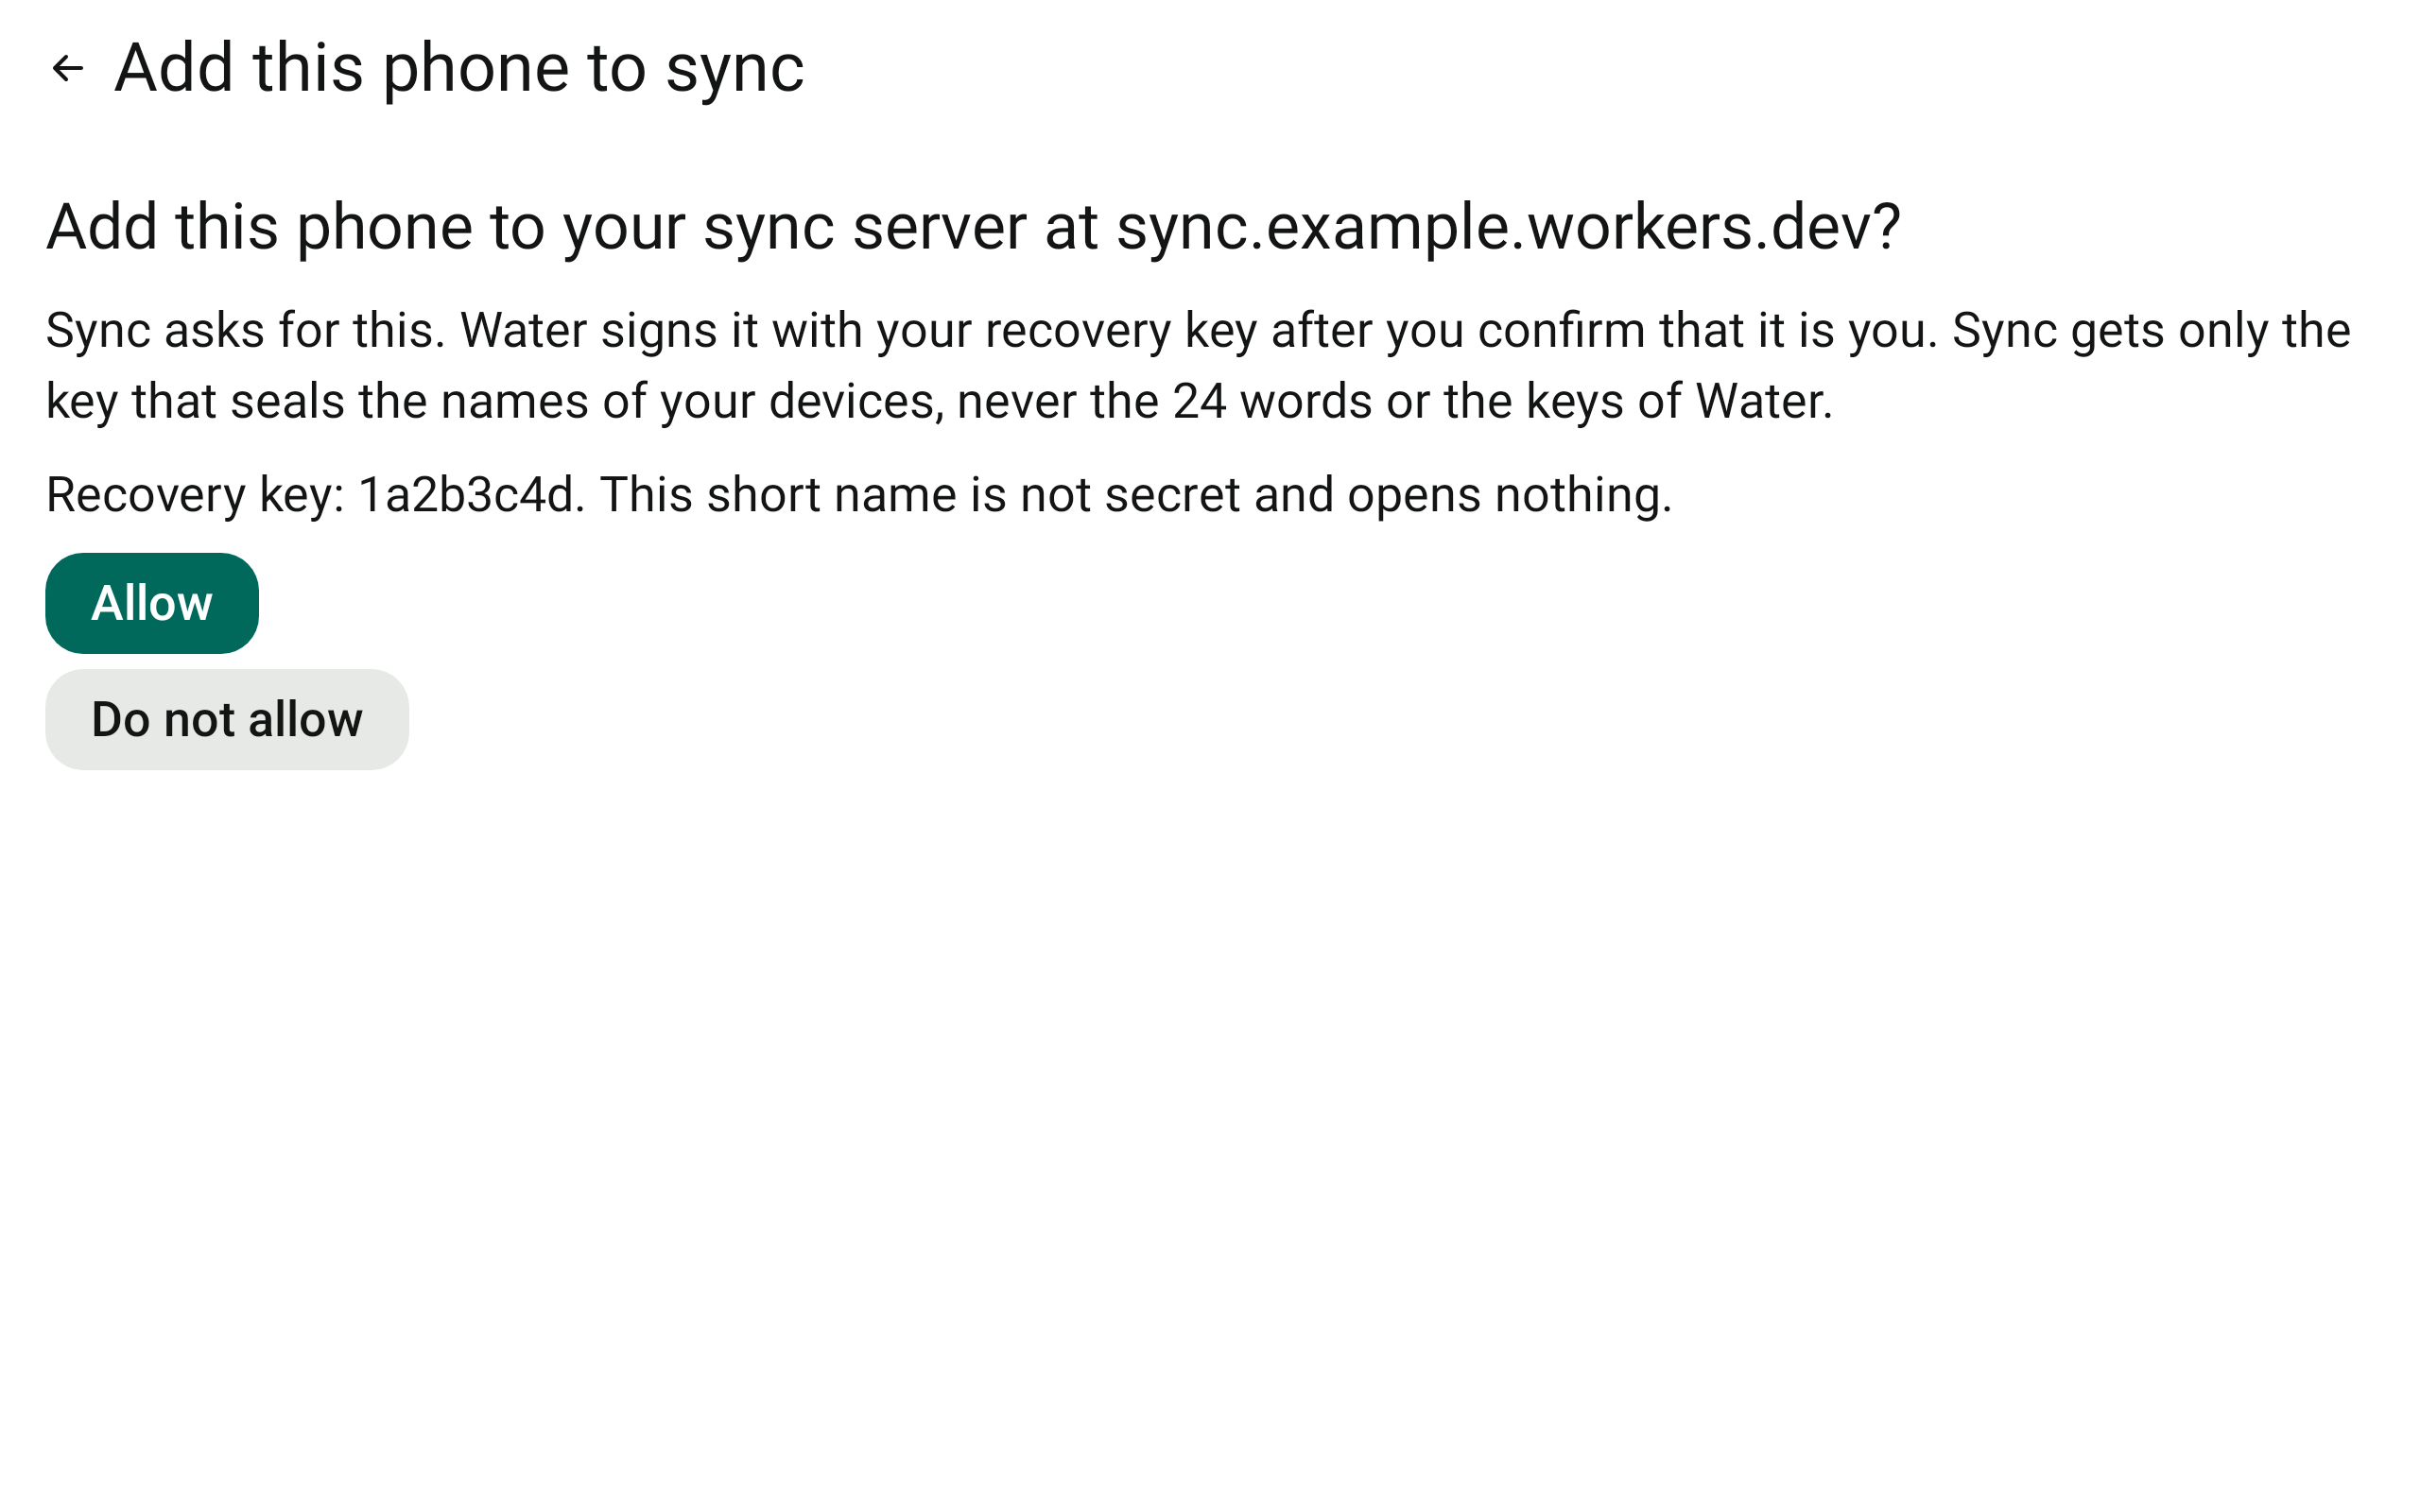 Add this phone to sync
Add this phone to your sync server at sync.example.workers.dev?
Sync asks for this. Water signs it with your recovery key after you confirm that it is you. Sync gets only the
key that seals the names of your devices, never the 24 words or the keys of Water.
Recovery key: 1a2b3c4d. This short name is not secret and opens nothing.
Allow
Do not allow